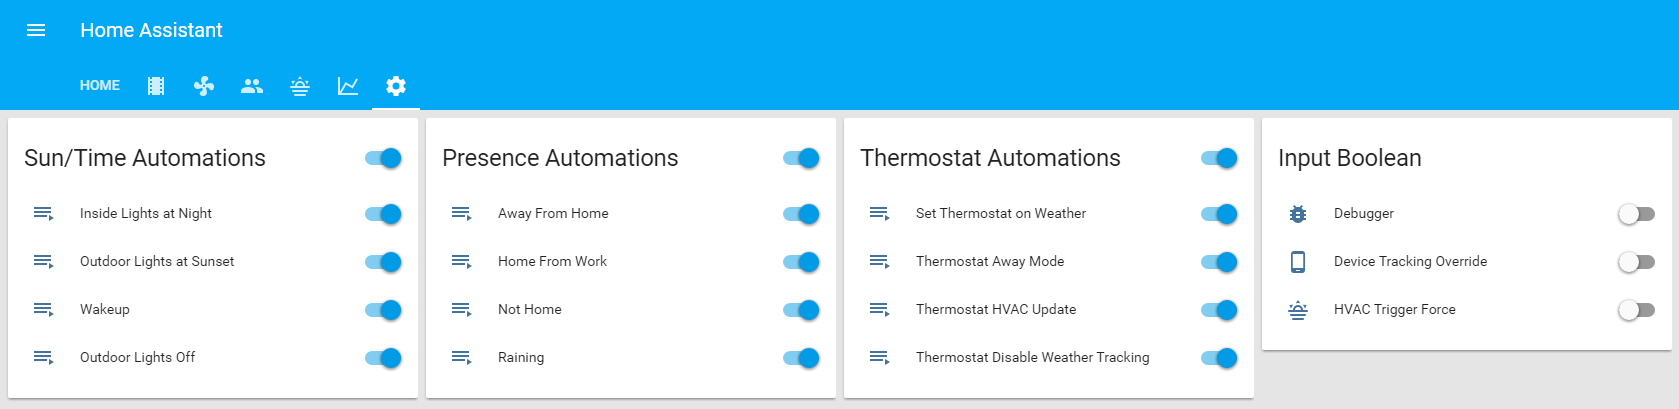 Home Assistant
HOME
Sun/Time Automations
Inside Lights at Night
Outdoor Lights at Sunset
Wakeup
Outdoor Lights Off
Presence Automations
Away From Home
Home From Work
Not Home
Raining
Thermostat Automations
Set Thermostat on Weather
Thermostat Away Mode
Thermostat HVAC Update
Thermostat Disable Weather Tracking
Input Boolean
Debugger
Device Tracking Override
HVAC Trigger Force